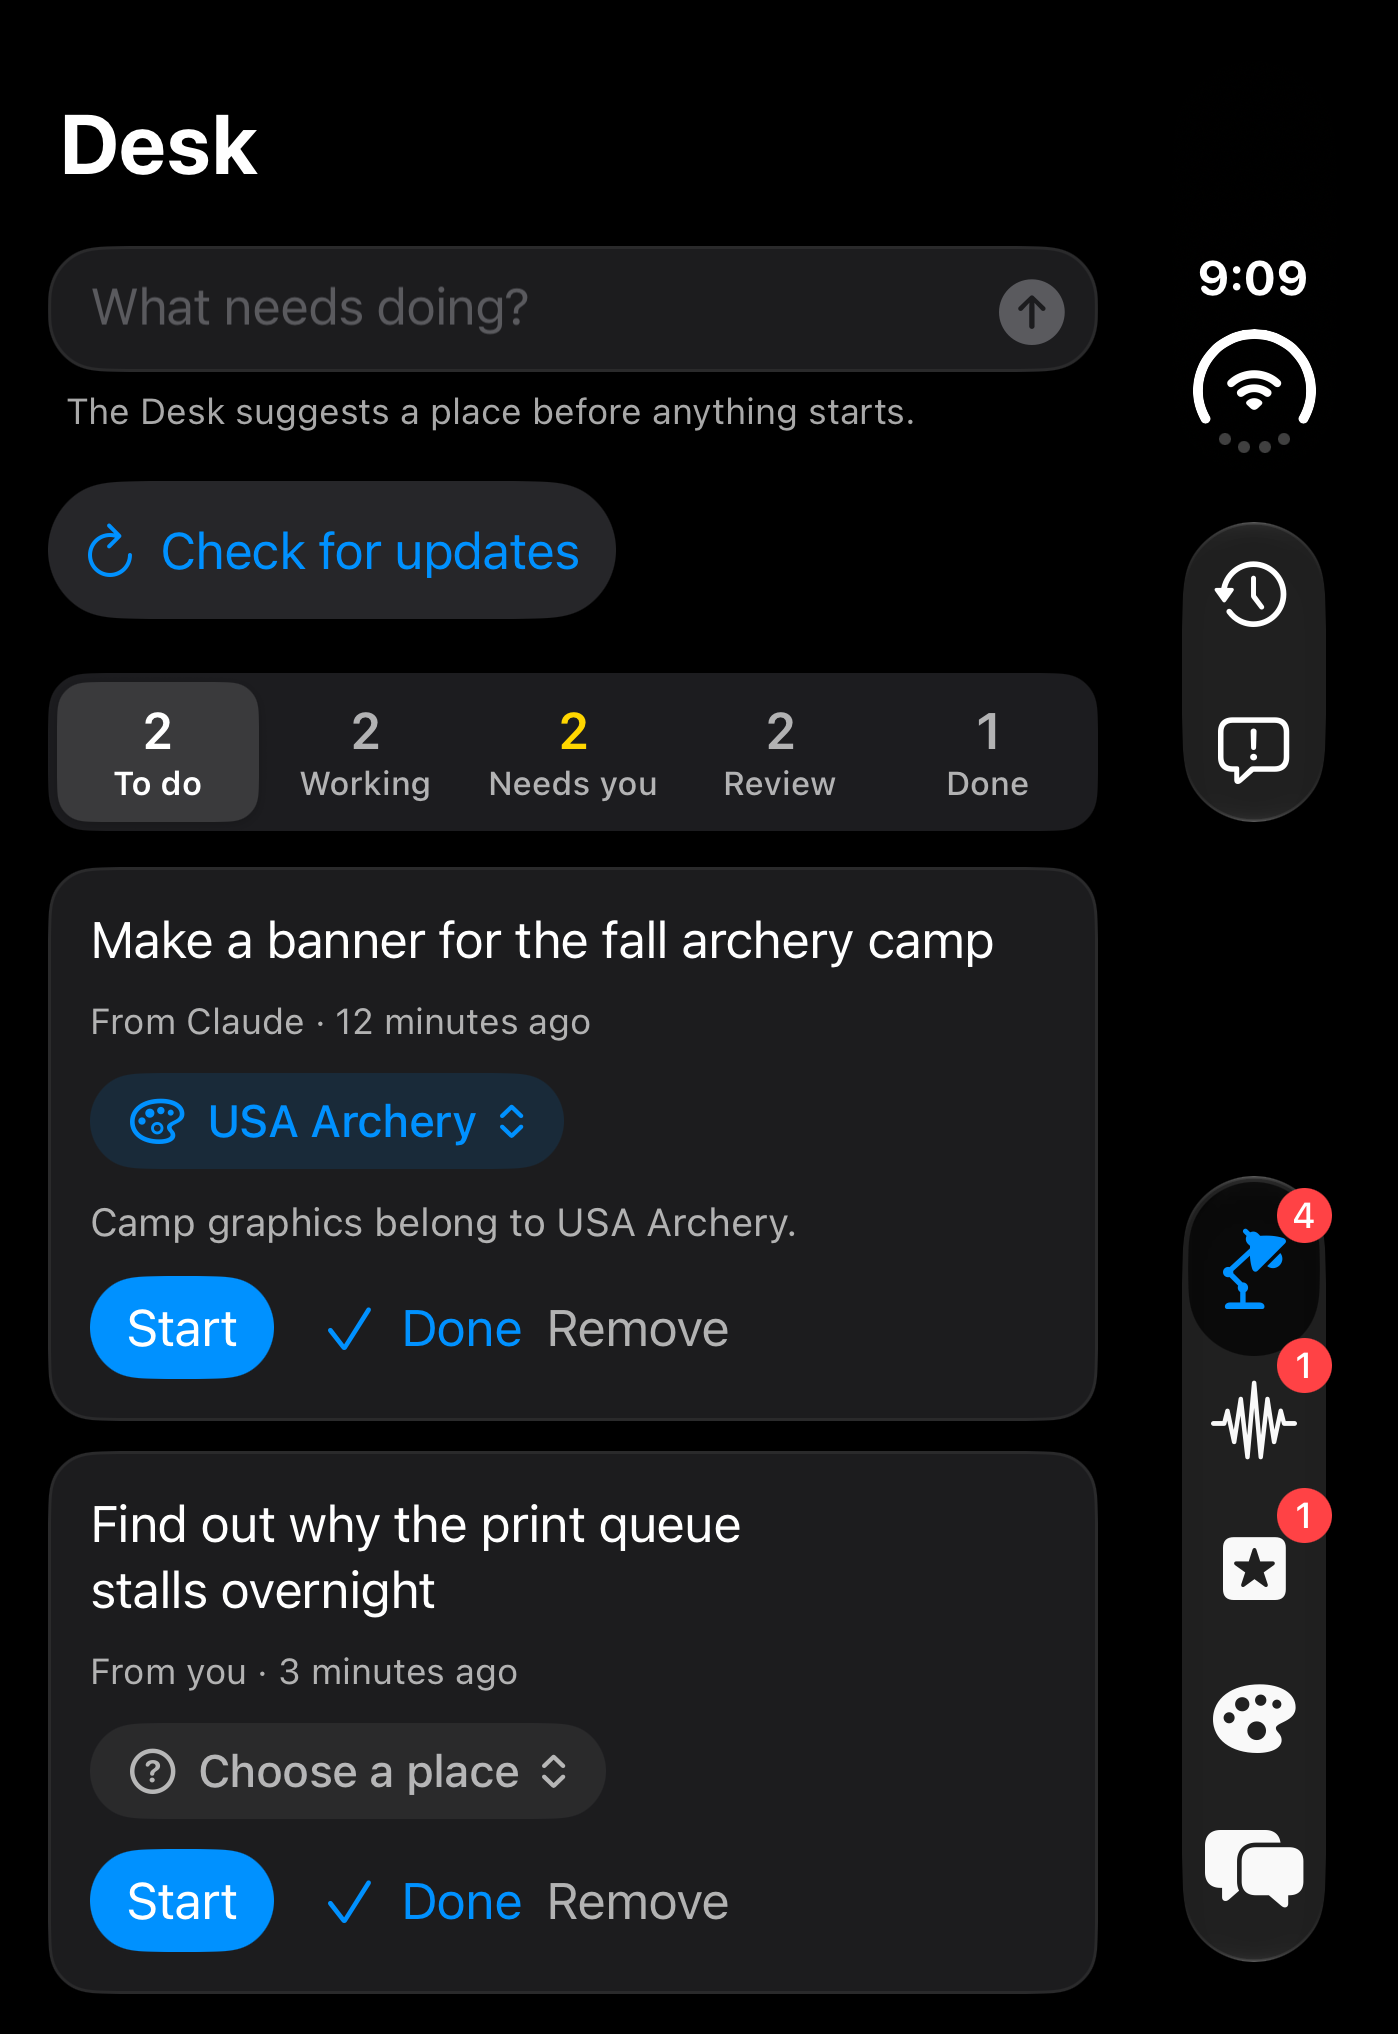 Desk
9:09
What needs doing?
The Desk suggests a place before anything starts.
Check for updates
2 To do
2 Working
2 Needs you
2 Review
1 Done
Make a banner for the fall archery camp
From Claude · 12 minutes ago
USA Archery
Camp graphics belong to USA Archery.
Start Done Remove
Find out why the print queue
stalls overnight
From you · 3 minutes ago
Choose a place
Start Done Remove
4
1
1